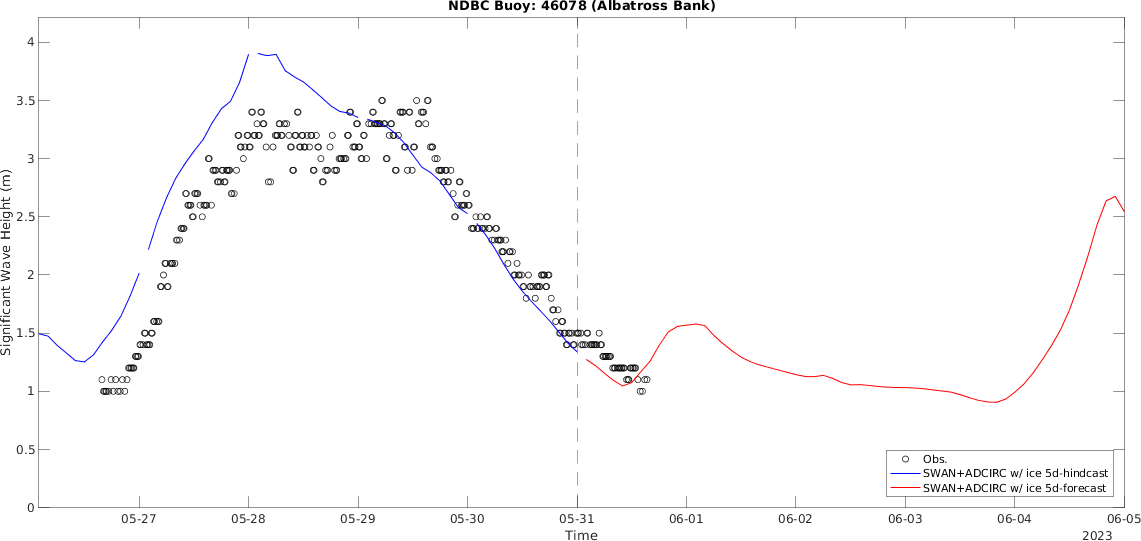 NDBC Buoy: 46078 (Albatross Bank)
4
3.5
3
2.5
2
1.5
1
0.5
0
Significant Wave Height (m)
Obs.
SWAN+ADCIRC w/ ice 5d-hindcast
SWAN+ADCIRC w/ ice 5d-forecast
05-27 05-28 05-29 05-30 05-31 06-01 06-02 06-03 06-04 06-05
Time
2023